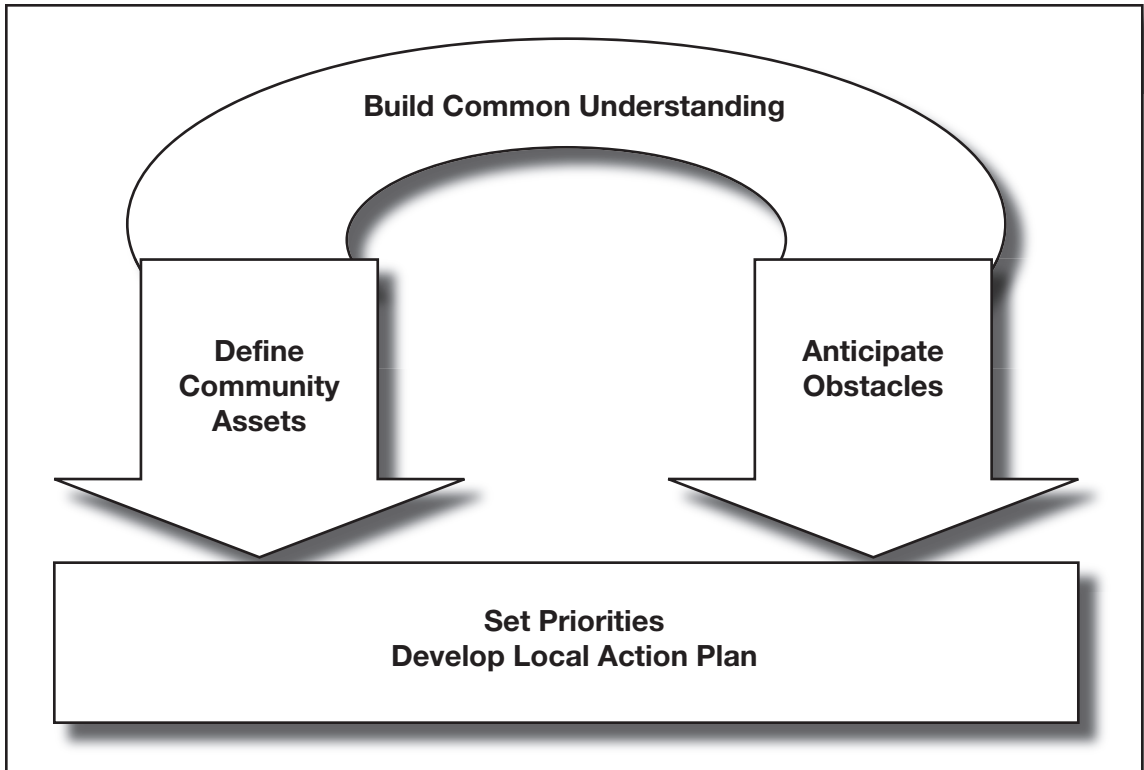 Build Common Understanding
Define
Community
Assets
Anticipate
Obstacles
Set Priorities
Develop Local Action Plan